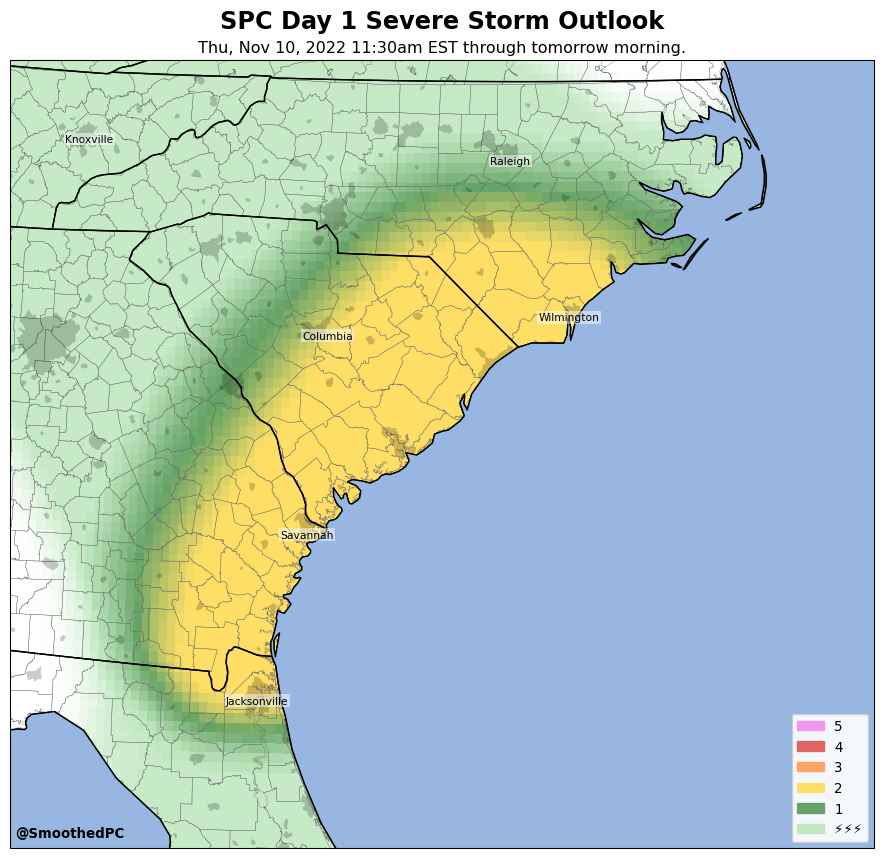 SPC Day 1 Severe Storm Outlook
Thu, Nov 10, 2022 11:30am EST through tomorrow morning.
Knoxville
Raleigh
Wilmington
Columbia
Savannah
Jacksonville
5
4
3
2
1
⚡⚡⚡
@SmoothedPC